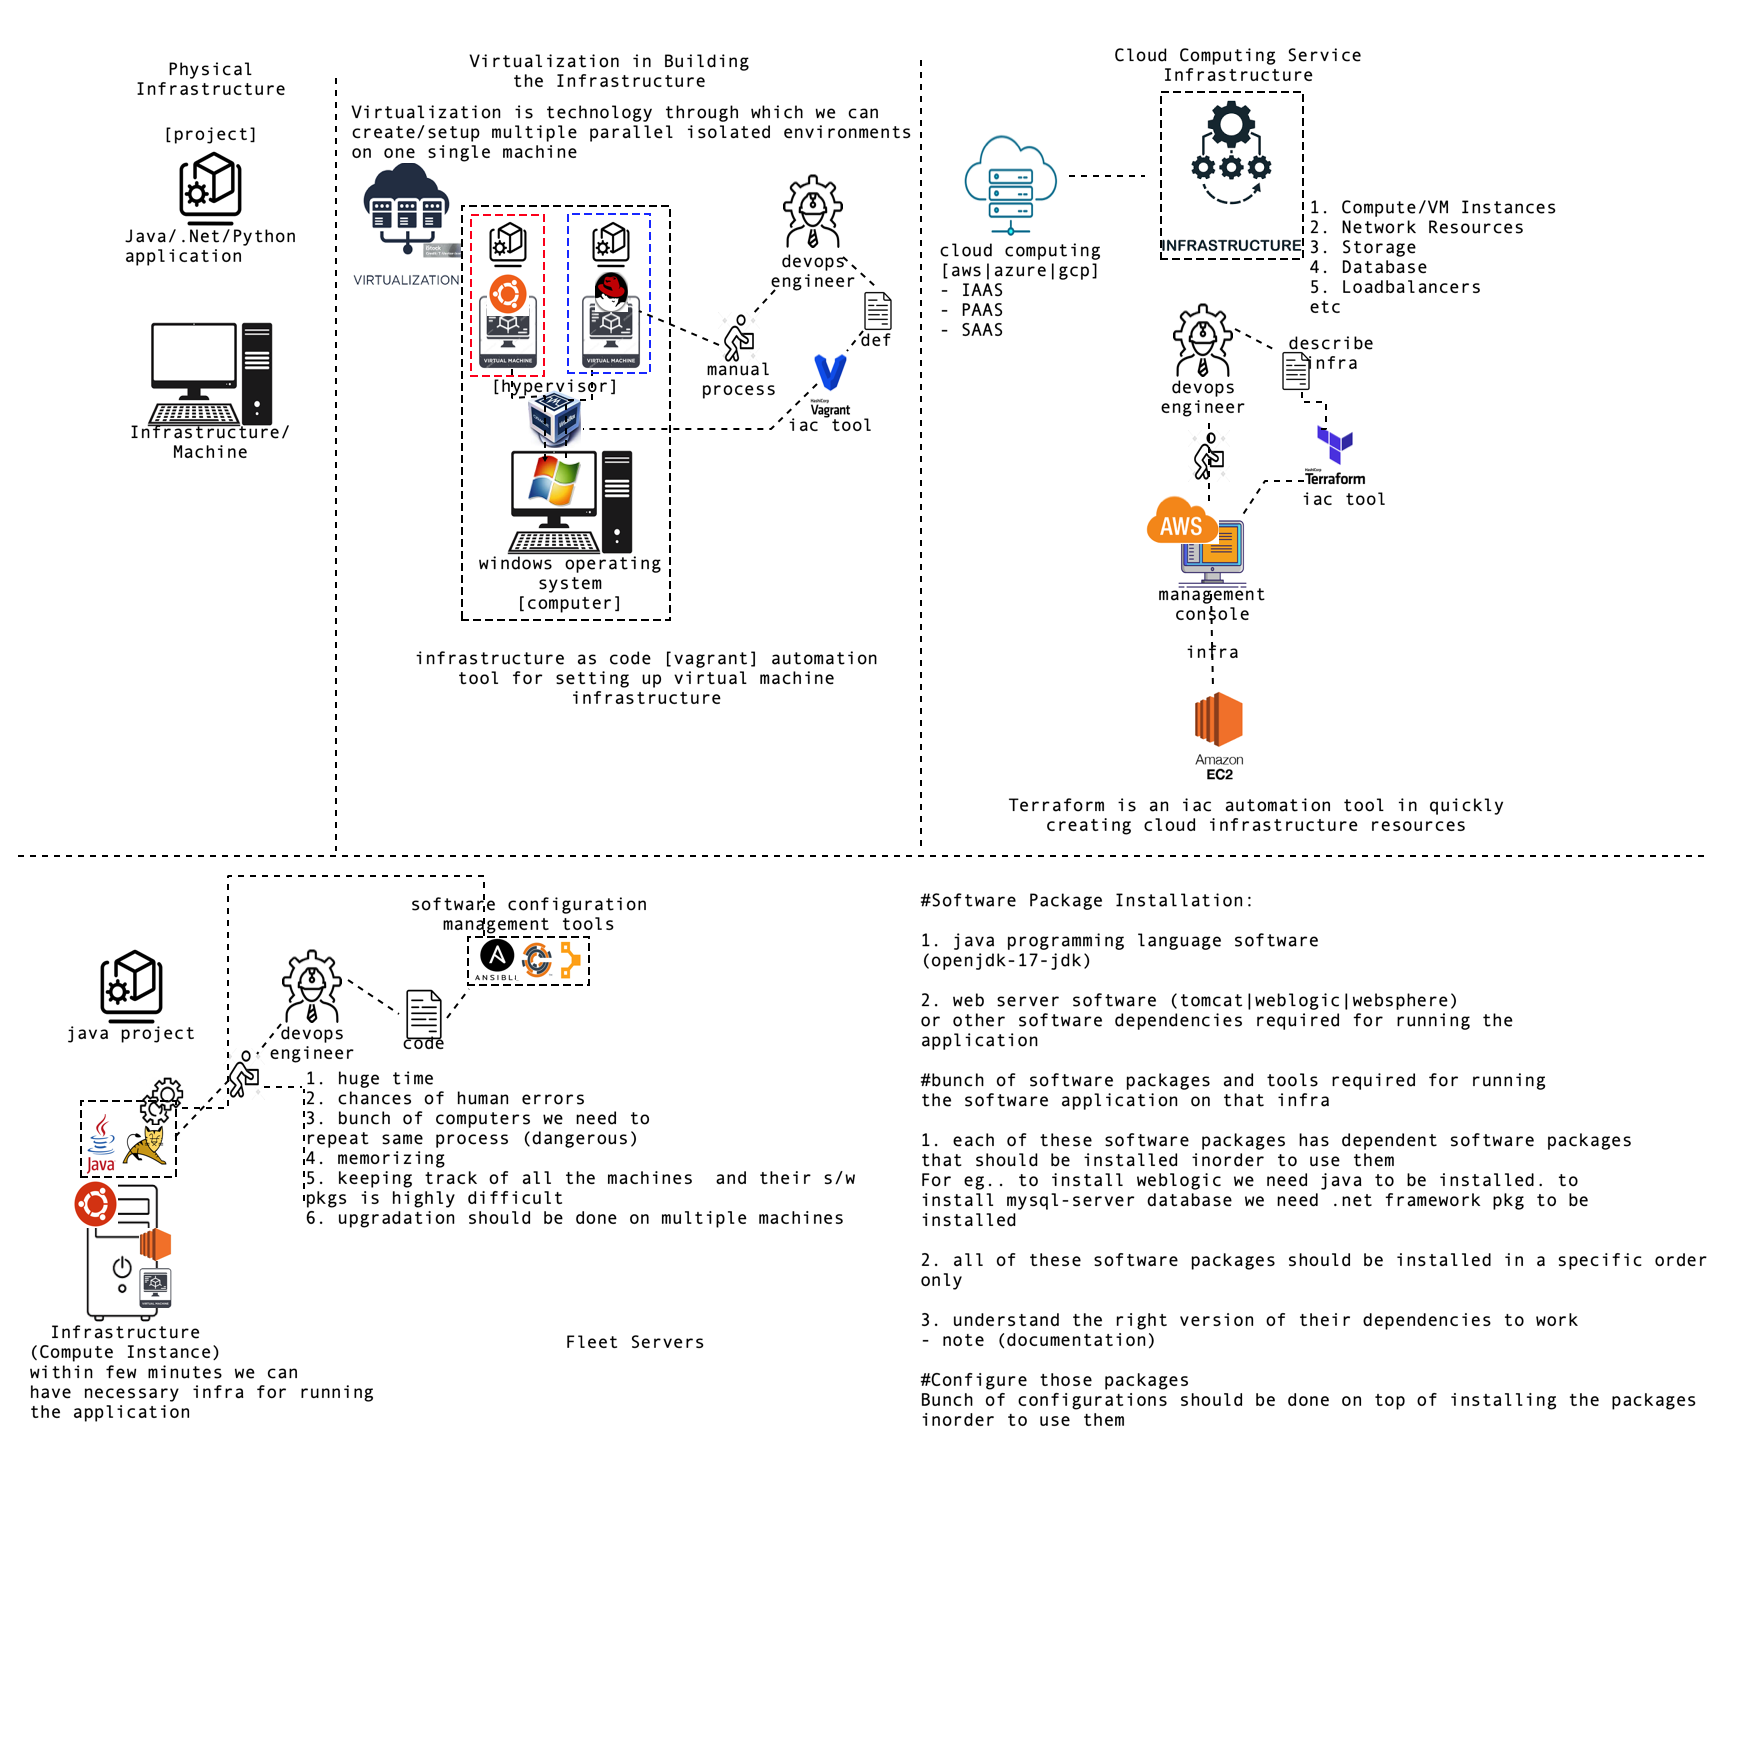 Physical
Infrastructure
[project]
Java/.Net/Python
application
Infrastructure/
Machine
Virtualization in Building
the Infrastructure
Virtualization is technology through which we can
create/setup multiple parallel isolated environments
on one single machine
iStock
VIRTUALIZATION
VIRTUAL MACHINE
VIRTUAL MACHINE
[hypervisor]
windows operating
system
[computer]
devops
engineer
def
manual
process
HashiCorp
Vagrant
iac tool
infrastructure as code [vagrant] automation
tool for setting up virtual machine
infrastructure
Cloud Computing Service
Infrastructure
INFRASTRUCTURE
cloud computing
[aws|azure|gcp]
- IAAS
- PAAS
- SAAS
1. Compute/VM Instances
2. Network Resources
3. Storage
4. Database
5. Loadbalancers
etc
devops
engineer
describe
infra
HashiCorp
Terraform
iac tool
AWS
management
console
infra
Amazon
EC2
Terraform is an iac automation tool in quickly
creating cloud infrastructure resources
java project
software configuration
management tools
ANSIBL
devops
engineer
code
1. huge time
2. chances of human errors
3. bunch of computers we need to
repeat same process (dangerous)
4. memorizing
5. keeping track of all the machines  and their s/w
pkgs is highly difficult
6. upgradation should be done on multiple machines
Java
VIRTUAL MACHINE
Infrastructure
(Compute Instance)
within few minutes we can
have necessary infra for running
the application
Fleet Servers
#Software Package Installation:
1. java programming language software
(openjdk-17-jdk)
2. web server software (tomcat|weblogic|websphere)
or other software dependencies required for running the
application
#bunch of software packages and tools required for running
the software application on that infra
1. each of these software packages has dependent software packages
that should be installed inorder to use them
For eg.. to install weblogic we need java to be installed. to
install mysql-server database we need .net framework pkg to be
installed
2. all of these software packages should be installed in a specific order
only
3. understand the right version of their dependencies to work
- note (documentation)
#Configure those packages
Bunch of configurations should be done on top of installing the packages
inorder to use them